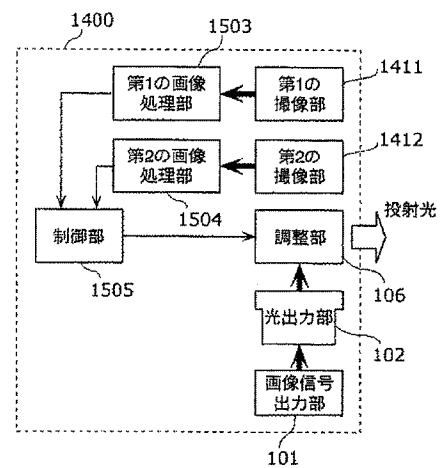 1400
1503
第1の画像
処理部
第1の
撮像部
1411
第2の画像
処理部
第2の
撮像部
1412
1504
制御部
1505
調整部
投射光
106
光出力部
102
画像信号
出力部
101